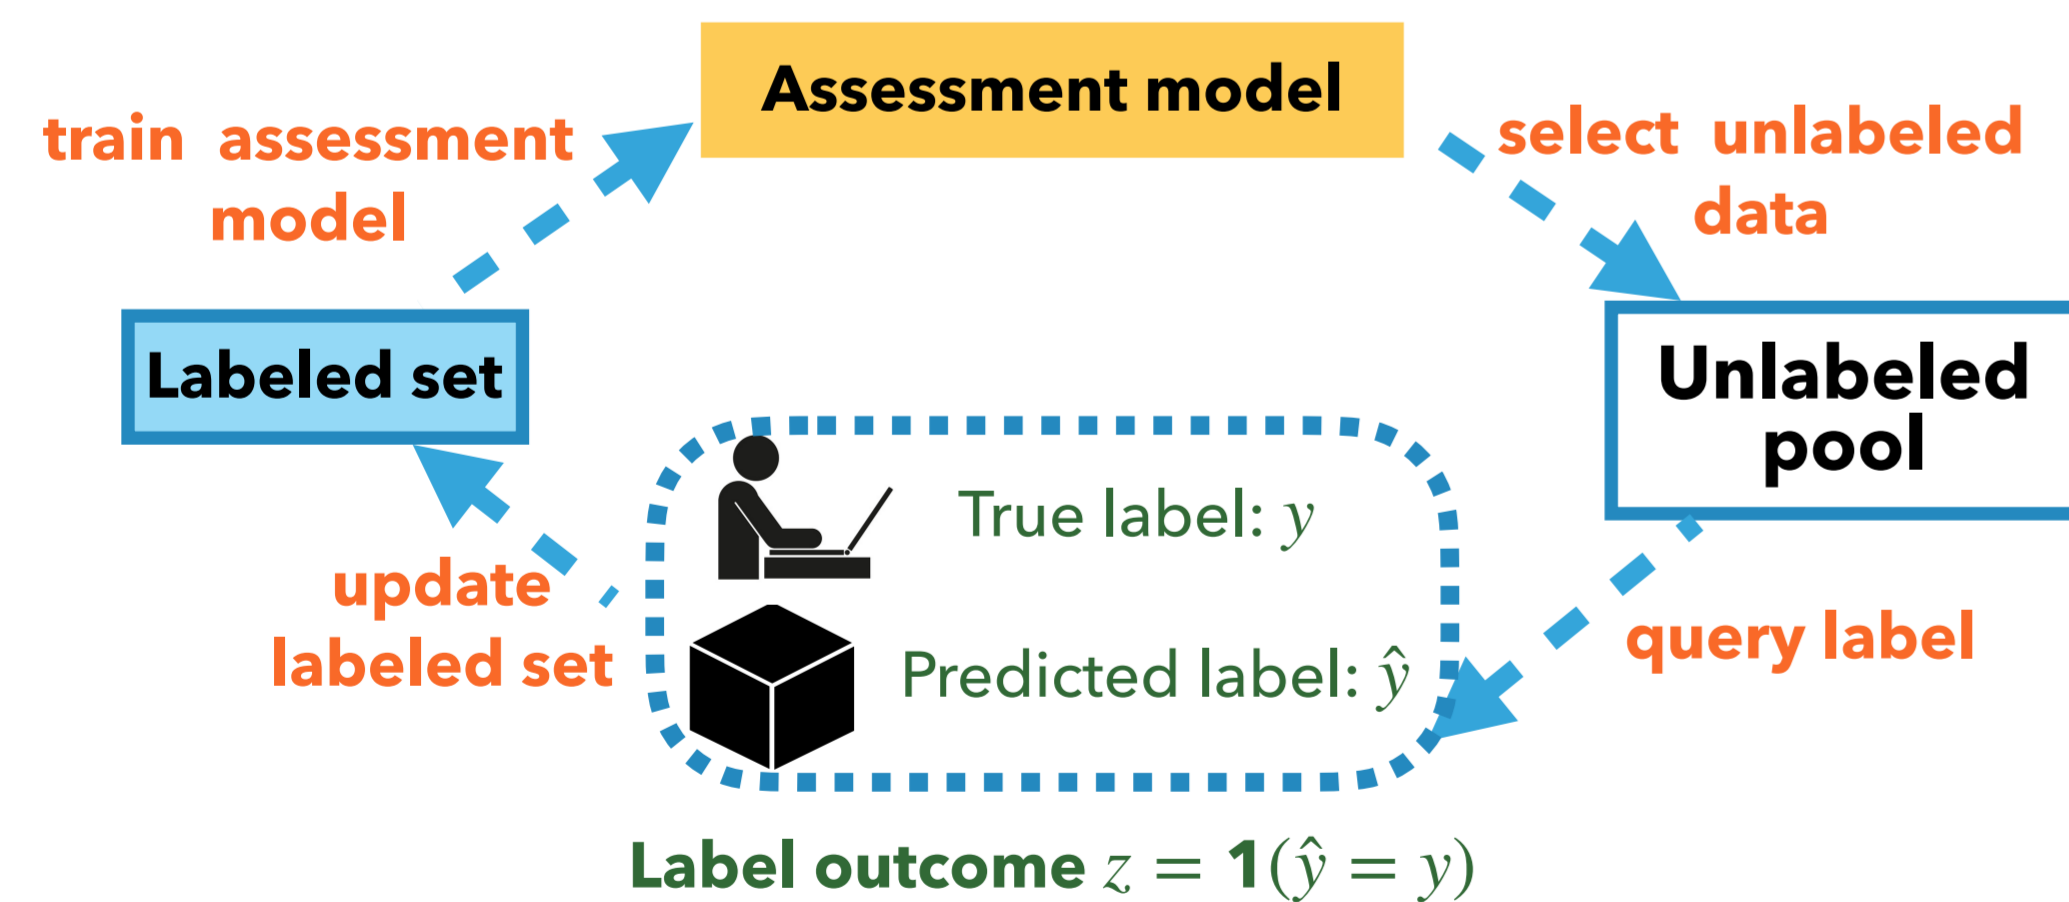 Assessment model
train assessment
model
select unlabeled
data
Labeled set
Unlabeled
pool
True label: y
Predicted label: ŷ
update
labeled set
query label
Label outcome z = 1(ŷ = y)